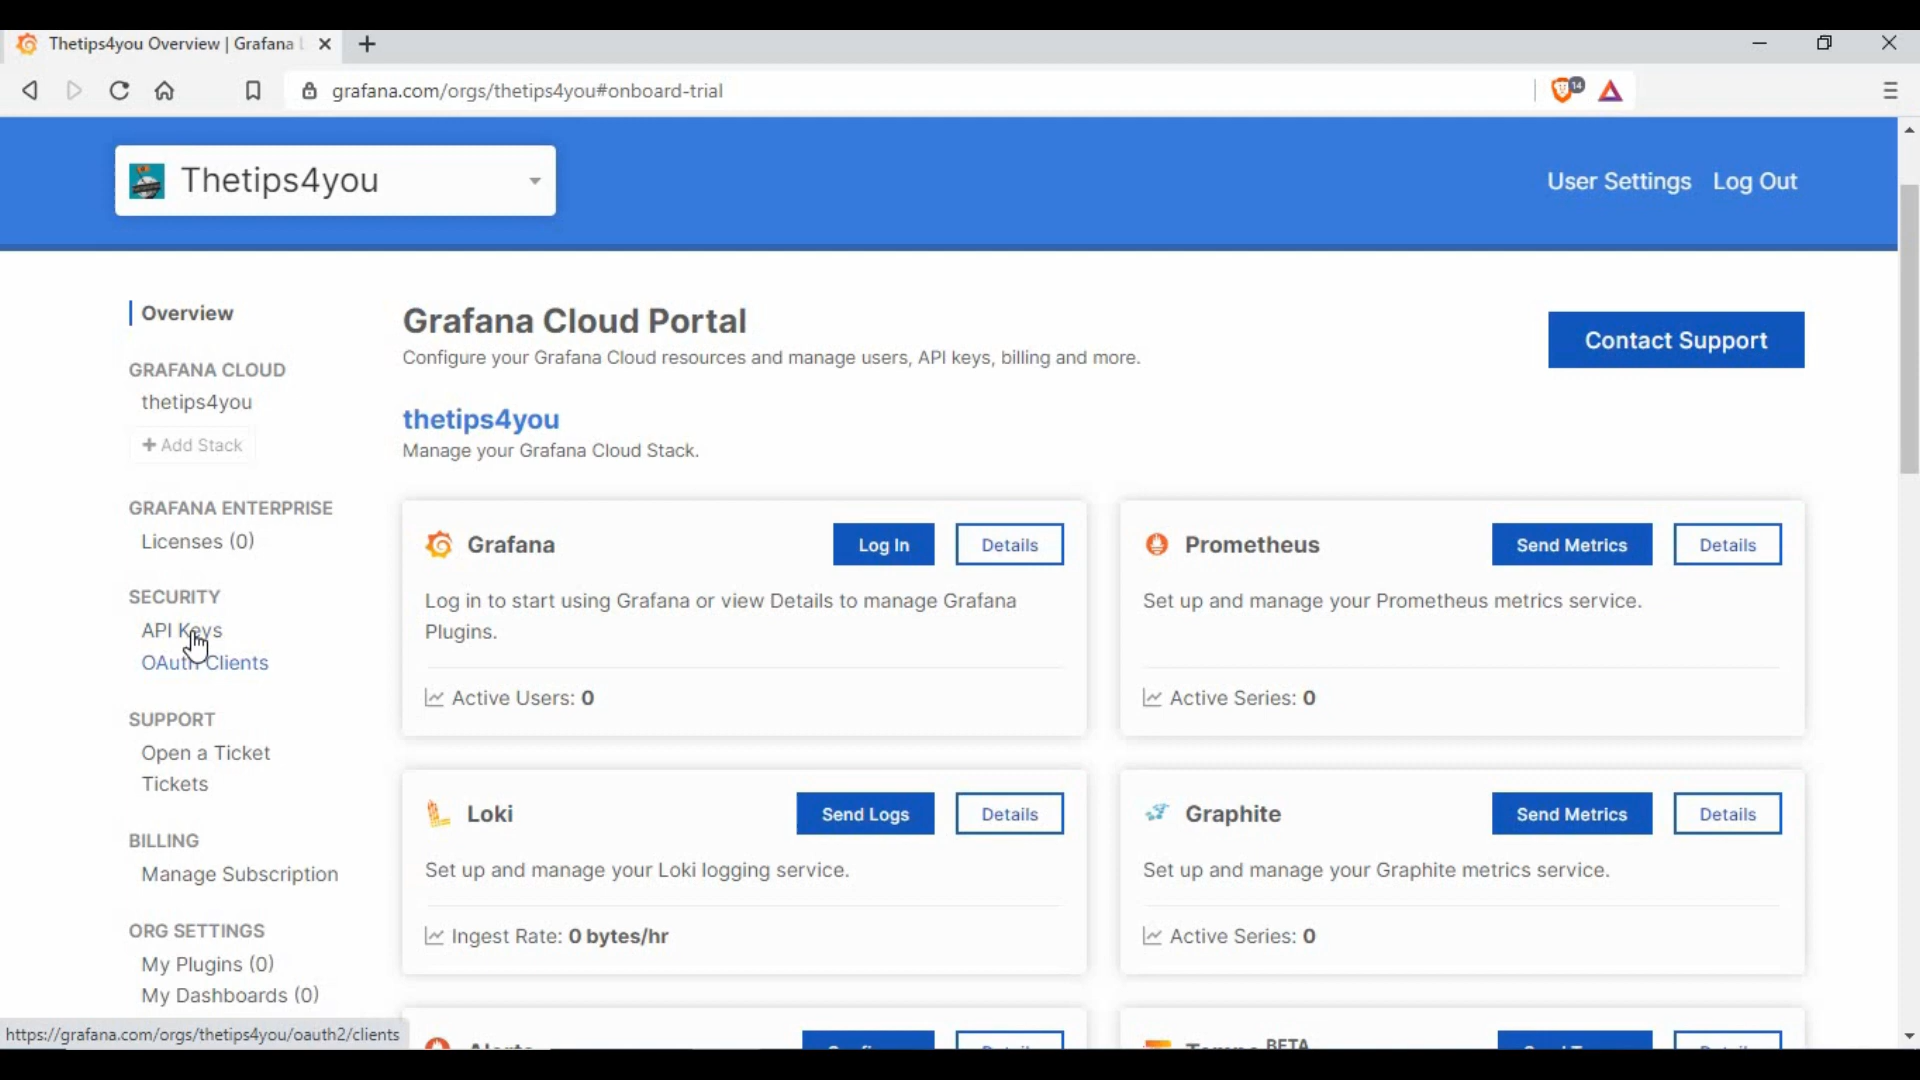 Thetips4you Overview | Grafana L
grafana.com/orgs/thetips4you#onboard-trial
14
Thetips4you
User Settings
Log Out
Overview
GRAFANA CLOUD
thetips4you
+ Add Stack
GRAFANA ENTERPRISE
Licenses (0)
SECURITY
API Keys
OAuth Clients
SUPPORT
Open a Ticket
Tickets
BILLING
Manage Subscription
ORG SETTINGS
My Plugins (0)
My Dashboards (0)
Grafana Cloud Portal
Configure your Grafana Cloud resources and manage users, API keys, billing and more.
Contact Support
thetips4you
Manage your Grafana Cloud Stack.
Grafana
Log In
Details
Log in to start using Grafana or view Details to manage Grafana
Plugins.
Active Users: 0
Prometheus
Send Metrics
Details
Set up and manage your Prometheus metrics service.
Active Series: 0
Loki
Send Logs
Details
Set up and manage your Loki logging service.
Ingest Rate: 0 bytes/hr
Graphite
Send Metrics
Details
Set up and manage your Graphite metrics service.
Active Series: 0
BETA
https://grafana.com/orgs/thetips4you/oauth2/clients